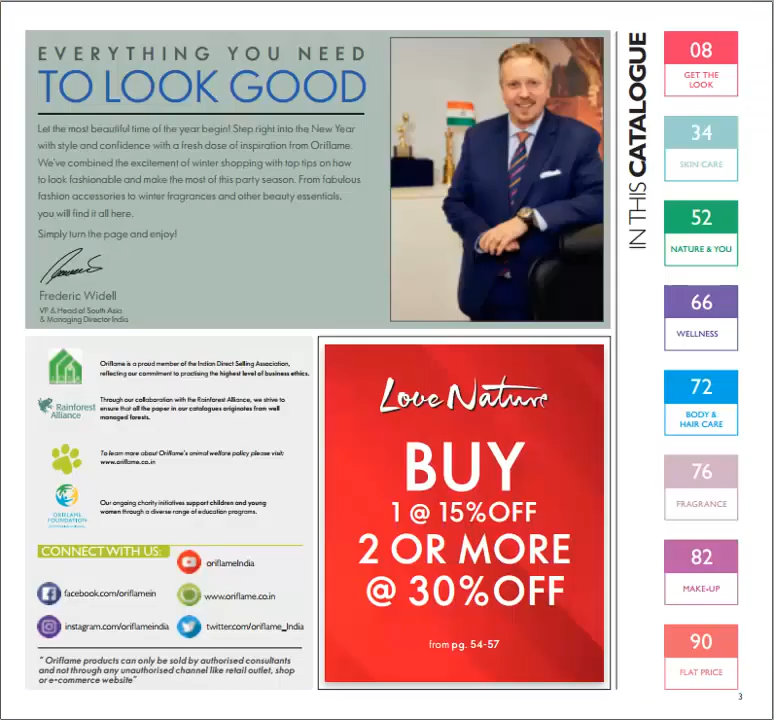 EVERYTHING YOU NEED
TO LOOK GOOD
Let the most beautiful time of the year begin! Step right into the New Year
with style and confidence with a fresh dose of inspiration from Oriflame.
We've combined the excitement of winter shopping with top tips on how
to look fashionable and make the most of this party season. From fabulous
fashion accessories to winter fragrances and other beauty essentials,
you will find it all here.
Simply turn the page and enjoy!
Frederic Widell
VP & Head of South Asia
& Managing Director India
Oriflame is a proud member of the Indian Direct Selling Association,
reflecting our commitment to practising the highest level of business ethics.
Rainforest
Alliance
Through our collaboration with the Rainforest Alliance, we strive to
ensure that all the paper in our catalogues originates from well
managed forests.
To learn more about Oriflame's animal welfare policy please visit:
www.oriflame.co.in
ORIFLAME
FOUNDATION
Our ongoing charity initiatives support children and young
women through a diverse range of education programs.
CONNECT WITH US:
oriflameIndia
facebook.com/oriflamein
www.oriflame.co.in
instagram.com/oriflameindia
twitter.com/oriflame_India
" Oriflame products can only be sold by authorised consultants
and not through any unauthorised channel like retail outlet, shop
or e-commerce website"
Love Nature
BUY
1 @ 15%OFF
2 OR MORE
@ 30%OFF
from pg. 54-57
IN THIS CATALOGUE
08
GET THE
LOOK
34
SKIN CARE
52
NATURE & YOU
66
WELLNESS
72
BODY &
HAIR CARE
76
FRAGRANCE
82
MAKE-UP
90
FLAT PRICE
3